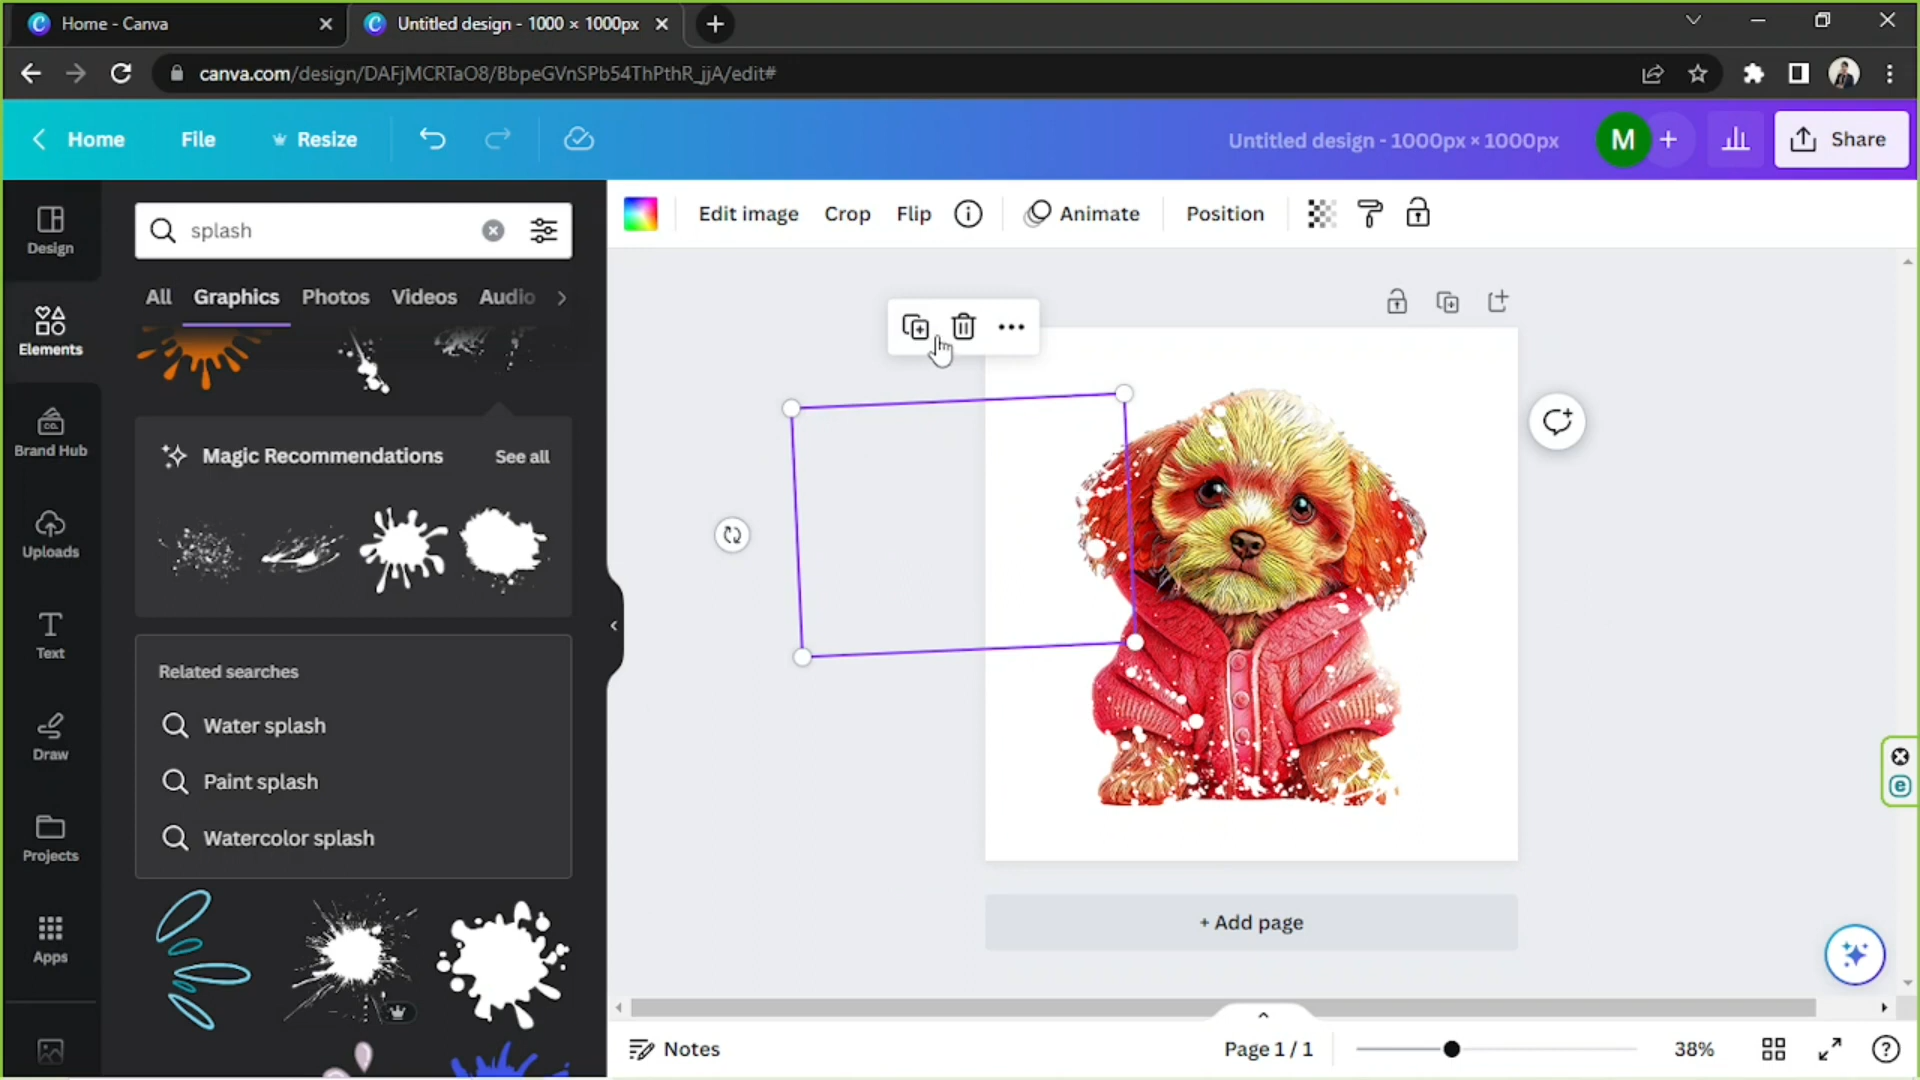 Home - Canva
Untitled design - 1000 × 1000px
canva.com/design/DAFjMCRTaO8/BbpeGVnSPb54ThPthR_jjA/edit#
Home
File
Resize
Untitled design - 1000px × 1000px
M
Share
Design
Elements
Brand Hub
Uploads
Text
Draw
Projects
Apps
splash
All
Graphics
Photos
Videos
Audio
Magic Recommendations
See all
Related searches
Water splash
Paint splash
Watercolor splash
Edit image
Crop
Flip
Animate
Position
+ Add page
Notes
Page 1 / 1
38%